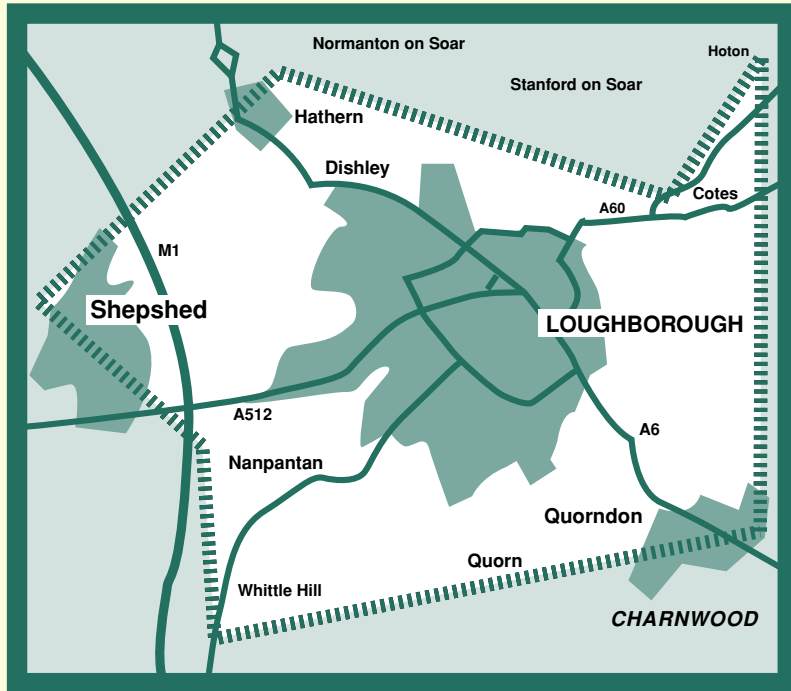 Normanton on Soar
Hoton
Stanford on Soar
Hathern
Dishley
Cotes
A60
M1
Shepshed
LOUGHBOROUGH
A512
A6
Nanpantan
Quorndon
Quorn
Whittle Hill
CHARNWOOD